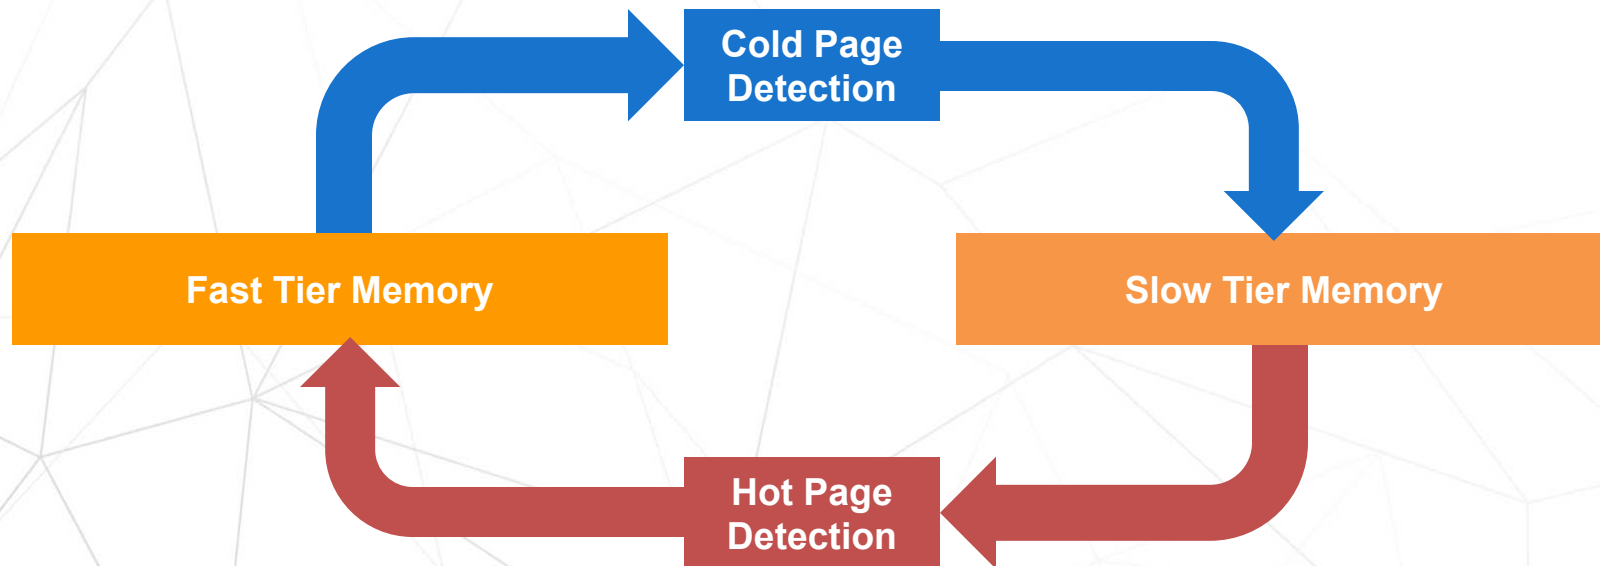 Cold Page
Detection
Fast Tier Memory
Slow Tier Memory
Hot Page
Detection